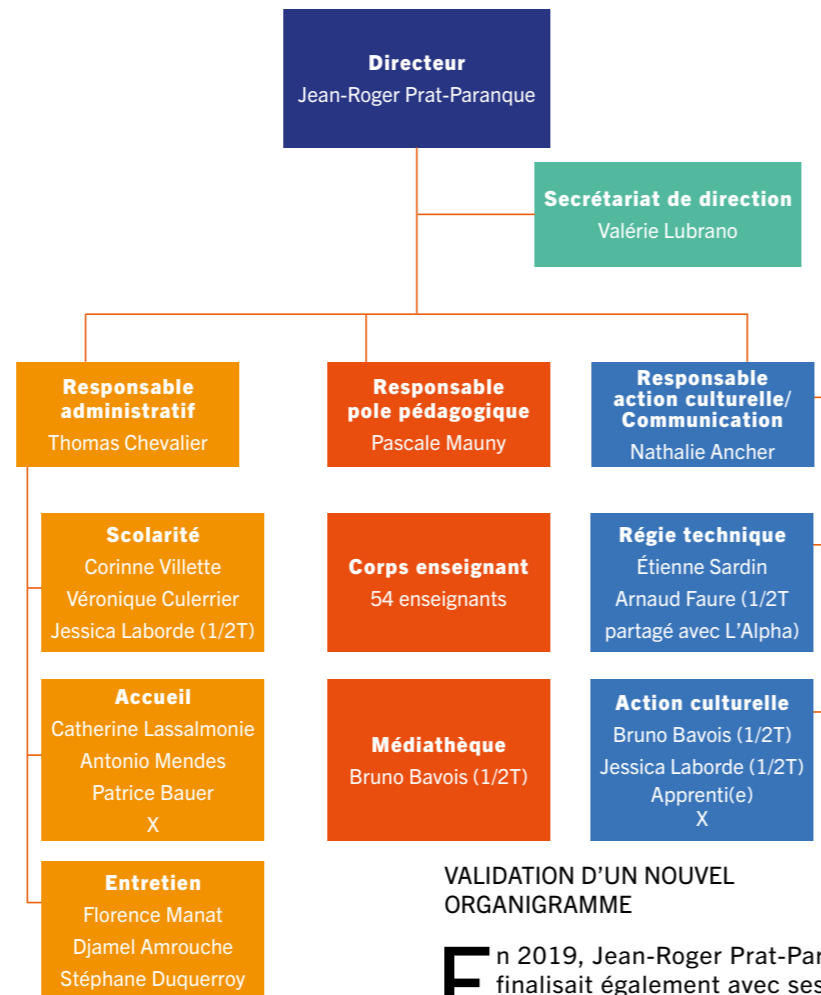 Directeur
Jean-Roger Prat-Paranque
Secrétariat de direction
Valérie Lubrano
Responsable
administratif
Thomas Chevalier
Responsable
pole pédagogique
Pascale Mauny
Responsable
action culturelle/
Communication
Nathalie Ancher
Scolarité
Corinne Villette
Véronique Culerrier
Jessica Laborde (1/2T)
Corps enseignant
54 enseignants
Régie technique
Étienne Sardin
Arnaud Faure (1/2T
partagé avec L'Alpha)
Accueil
Catherine Lassalmonie
Antonio Mendes
Patrice Bauer
X
Médiathèque
Bruno Bavois (1/2T)
Action culturelle
Bruno Bavois (1/2T)
Jessica Laborde (1/2T)
Apprenti(e)
X
Entretien
Florence Manat
Djamel Amrouche
Stéphane Duquerroy
VALIDATION D'UN NOUVEL
ORGANIGRAMME
En 2019, Jean-Roger Prat-Par
finalisait également avec ses